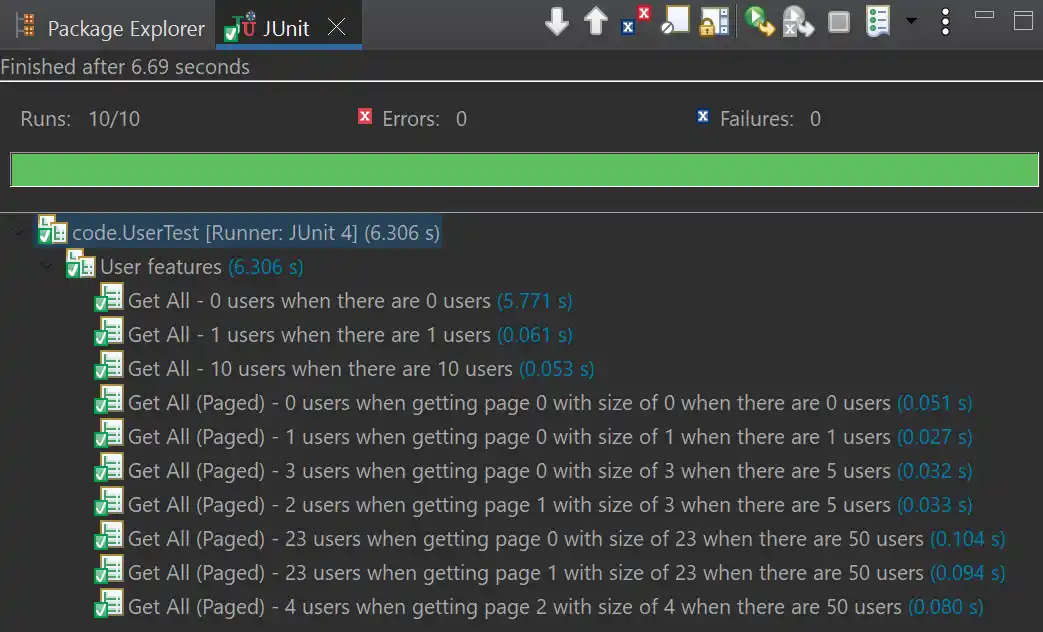 Package Explorer JUnit
Finished after 6.69 seconds
Runs: 10/10 Errors: 0 Failures: 0
code.UserTest [Runner: JUnit 4] (6.306 s)
User features (6.306 s)
Get All - 0 users when there are 0 users (5.771 s)
Get All - 1 users when there are 1 users (0.061 s)
Get All - 10 users when there are 10 users (0.053 s)
Get All (Paged) - 0 users when getting page 0 with size of 0 when there are 0 users (0.051 s)
Get All (Paged) - 1 users when getting page 0 with size of 1 when there are 1 users (0.027 s)
Get All (Paged) - 3 users when getting page 0 with size of 3 when there are 5 users (0.032 s)
Get All (Paged) - 2 users when getting page 1 with size of 3 when there are 5 users (0.033 s)
Get All (Paged) - 23 users when getting page 0 with size of 23 when there are 50 users (0.104 s)
Get All (Paged) - 23 users when getting page 1 with size of 23 when there are 50 users (0.094 s)
Get All (Paged) - 4 users when getting page 2 with size of 4 when there are 50 users (0.080 s)